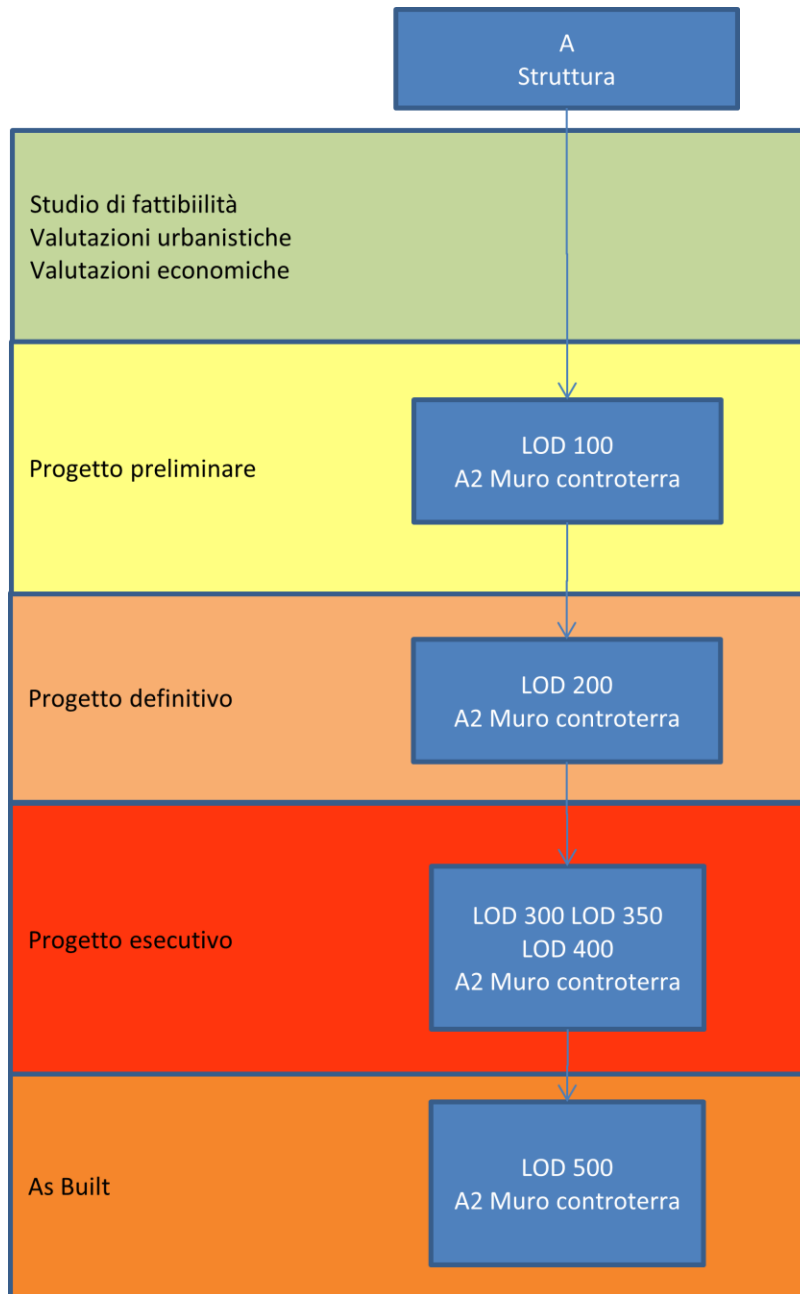 A
Struttura
Studio di fattibiilità
Valutazioni urbanistiche
Valutazioni economiche
LOD 100
A2 Muro controterra
Progetto preliminare
LOD 200
A2 Muro controterra
Progetto definitivo
LOD 300 LOD 350
LOD 400
A2 Muro controterra
Progetto esecutivo
LOD 500
A2 Muro controterra
As Built